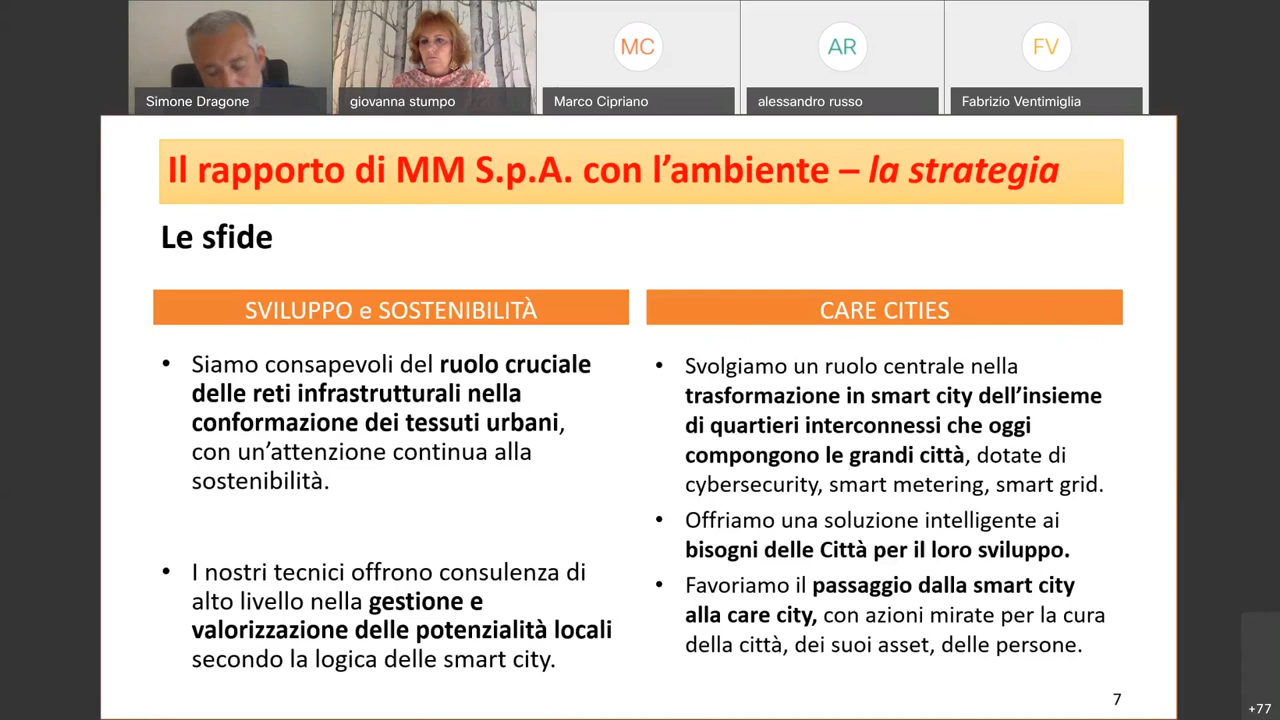 MC
AR
FV
Simone Dragone
giovanna stumpo
Marco Cipriano
alessandro russo
Fabrizio Ventimiglia
Il rapporto di MM S.p.A. con l’ambiente – la strategia
Le sfide
SVILUPPO e SOSTENIBILITÀ
• Siamo consapevoli del ruolo cruciale
delle reti infrastrutturali nella
conformazione dei tessuti urbani,
con un’attenzione continua alla
sostenibilità.
• I nostri tecnici offrono consulenza di
alto livello nella gestione e
valorizzazione delle potenzialità locali
secondo la logica delle smart city.
CARE CITIES
• Svolgiamo un ruolo centrale nella
trasformazione in smart city dell’insieme
di quartieri interconnessi che oggi
compongono le grandi città, dotate di
cybersecurity, smart metering, smart grid.
• Offriamo una soluzione intelligente ai
bisogni delle Città per il loro sviluppo.
• Favoriamo il passaggio dalla smart city
alla care city, con azioni mirate per la cura
della città, dei suoi asset, delle persone.
7
+77